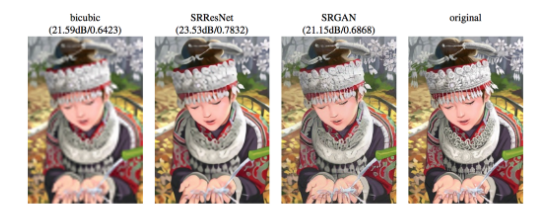 bicubic
(21.59dB/0.6423)
SRResNet
(23.53dB/0.7832)
SRGAN
(21.15dB/0.6868)
original